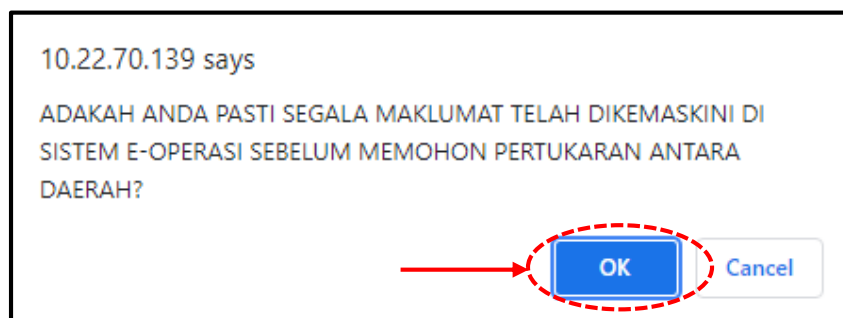 10.22.70.139 says
ADAKAH ANDA PASTI SEGALA MAKLUMAT TELAH DIKEMASKINI DI
SISTEM E-OPERASI SEBELUM MEMOHON PERTUKARAN ANTARA
DAERAH?
OK
Cancel